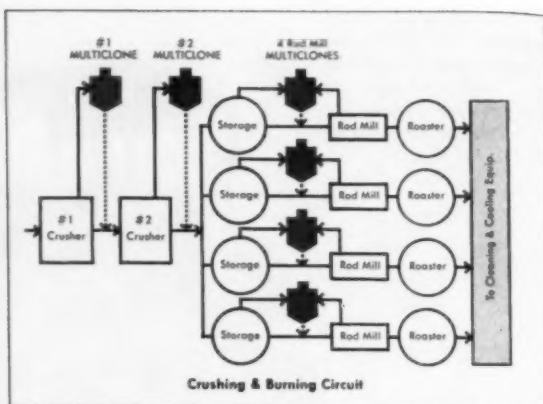 #1
MULTICLONE
#2
MULTICLONE
4 Rod Mill
MULTICLONES
#1
Crusher
#2
Crusher
Storage
Rod Mill
Roaster
Storage
Rod Mill
Roaster
Storage
Rod Mill
Roaster
Storage
Rod Mill
Roaster
To Cleaning & Cooling Equip.
Crushing & Burning Circuit